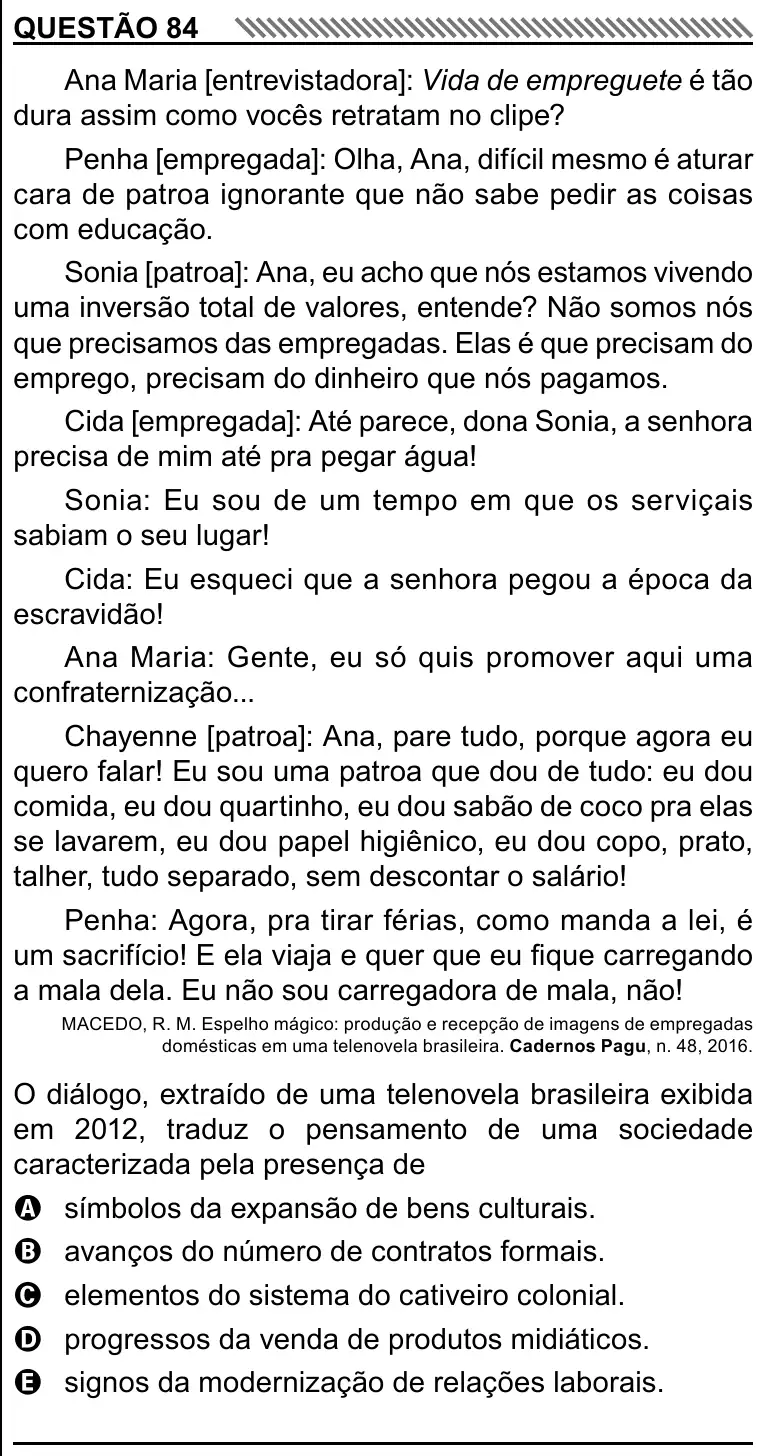 QUESTÃO 84
Ana Maria [entrevistadora]: Vida de empreguete é tão
dura assim como vocês retratam no clipe?
Penha [empregada]: Olha, Ana, difícil mesmo é aturar
cara de patroa ignorante que não sabe pedir as coisas
com educação.
Sonia [patroa]: Ana, eu acho que nós estamos vivendo
uma inversão total de valores, entende? Não somos nós
que precisamos das empregadas. Elas é que precisam do
emprego, precisam do dinheiro que nós pagamos.
Cida [empregada]: Até parece, dona Sonia, a senhora
precisa de mim até pra pegar água!
Sonia: Eu sou de um tempo em que os serviçais
sabiam o seu lugar!
Cida: Eu esqueci que a senhora pegou a época da
escravidão!
Ana Maria: Gente, eu só quis promover aqui uma
confraternização...
Chayenne [patroa]: Ana, pare tudo, porque agora eu
quero falar! Eu sou uma patroa que dou de tudo: eu dou
comida, eu dou quartinho, eu dou sabão de coco pra elas
se lavarem, eu dou papel higiênico, eu dou copo, prato,
talher, tudo separado, sem descontar o salário!
Penha: Agora, pra tirar férias, como manda a lei, é
um sacrifício! E ela viaja e quer que eu fique carregando
a mala dela. Eu não sou carregadora de mala, não!
MACEDO, R. M. Espelho mágico: produção e recepção de imagens de empregadas
domésticas em uma telenovela brasileira. Cadernos Pagu, n. 48, 2016.
O diálogo, extraído de uma telenovela brasileira exibida
em 2012, traduz o pensamento de uma sociedade
caracterizada pela presença de
A símbolos da expansão de bens culturais.
B avanços do número de contratos formais.
C elementos do sistema do cativeiro colonial.
D progressos da venda de produtos midiáticos.
E signos da modernização de relações laborais.